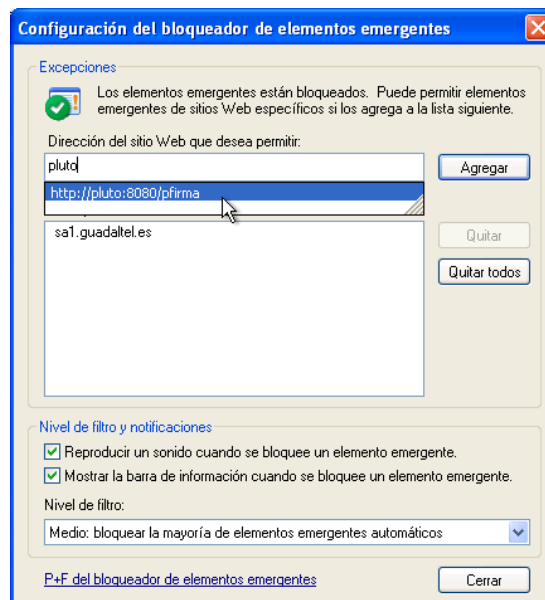 Configuración del bloqueador de elementos emergentes
Excepciones
Los elementos emergentes están bloqueados. Puede permitir elementos
emergentes de sitios Web específicos si los agrega a la lista siguiente.
Dirección del sitio Web que desea permitir:
pluto
Agregar
http://pluto:8080/pfirma
sa1.guadaltel.es
Quitar
Quitar todos
Nivel de filtro y notificaciones
Reproducir un sonido cuando se bloquee un elemento emergente.
Mostrar la barra de información cuando se bloquee un elemento emergente.
Nivel de filtro:
Medio: bloquear la mayoría de elementos emergentes automáticos
P+F del bloqueador de elementos emergentes
Cerrar